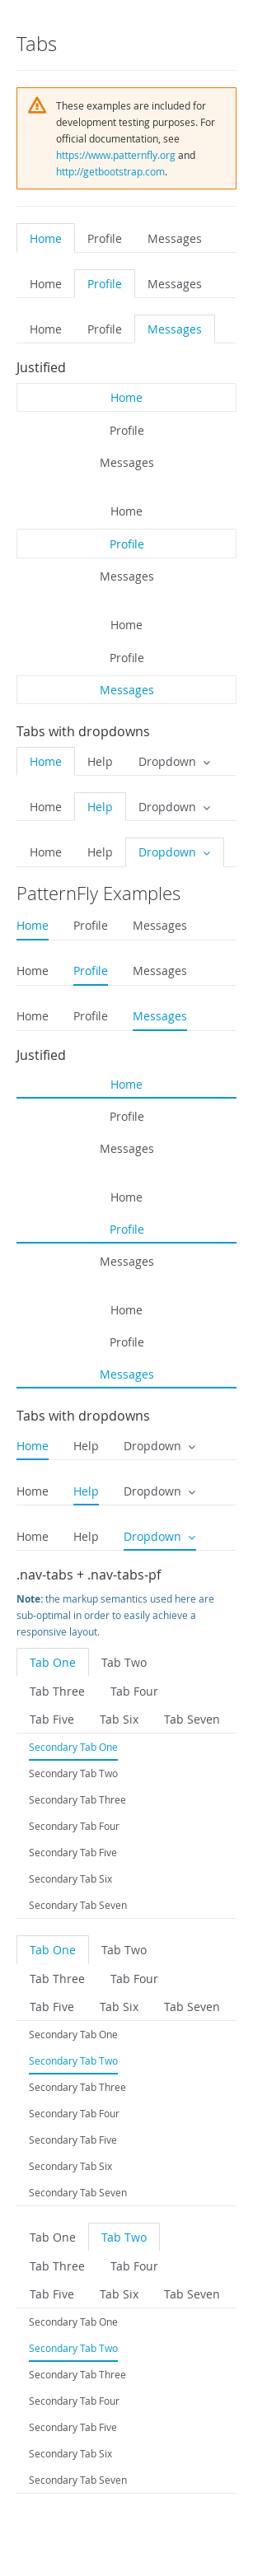 Tabs
These examples are included for
development testing purposes. For
official documentation, see
https://www.patternfly.org and
http://getbootstrap.com.
Home Profile Messages
Home Profile Messages
Home Profile Messages
Justified
Home
Profile
Messages
Home
Profile
Messages
Home
Profile
Messages
Tabs with dropdowns
Home Help Dropdown
Home Help Dropdown
Home Help Dropdown
PatternFly Examples
Home Profile Messages
Home Profile Messages
Home Profile Messages
Justified
Home
Profile
Messages
Home
Profile
Messages
Home
Profile
Messages
Tabs with dropdowns
Home Help Dropdown
Home Help Dropdown
Home Help Dropdown
.nav-tabs + .nav-tabs-pf
Note: the markup semantics used here are
sub-optimal in order to easily achieve a
responsive layout.
Tab One Tab Two
Tab Three Tab Four
Tab Five Tab Six Tab Seven
Secondary Tab One
Secondary Tab Two
Secondary Tab Three
Secondary Tab Four
Secondary Tab Five
Secondary Tab Six
Secondary Tab Seven
Tab One Tab Two
Tab Three Tab Four
Tab Five Tab Six Tab Seven
Secondary Tab One
Secondary Tab Two
Secondary Tab Three
Secondary Tab Four
Secondary Tab Five
Secondary Tab Six
Secondary Tab Seven
Tab One Tab Two
Tab Three Tab Four
Tab Five Tab Six Tab Seven
Secondary Tab One
Secondary Tab Two
Secondary Tab Three
Secondary Tab Four
Secondary Tab Five
Secondary Tab Six
Secondary Tab Seven